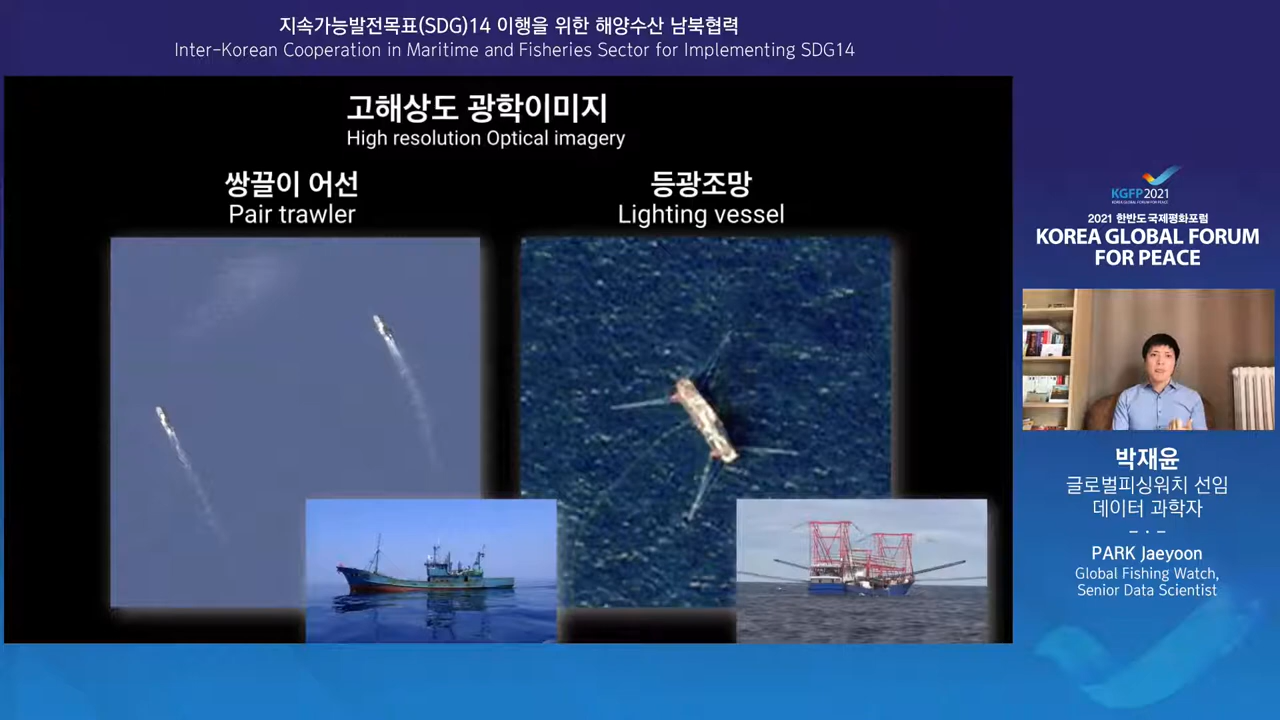 지속가능발전목표(SDG)14 이행을 위한 해양수산 남북협력
Inter-Korean Cooperation in Maritime and Fisheries Sector for Implementing SDG14
고해상도 광학이미지
High resolution Optical imagery
쌍끌이 어선
Pair trawler
등광조망
Lighting vessel
KGFP2021
KOREA GLOBAL FORUM FOR PEACE
2021 한반도국제평화포럼
KOREA GLOBAL FORUM
FOR PEACE
박재윤
글로벌피싱워치 선임
데이터 과학자
PARK Jaeyoon
Global Fishing Watch,
Senior Data Scientist